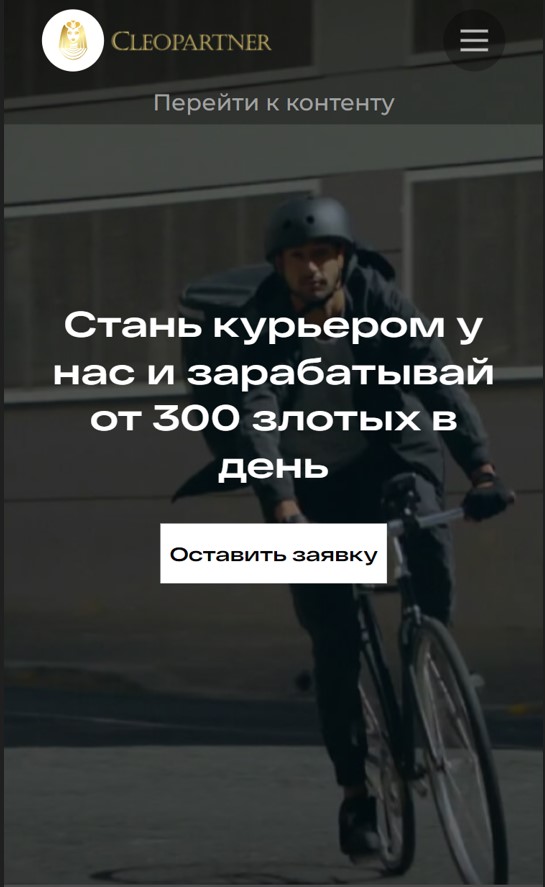 CLEOPARTNER
Перейти к контенту
Стань курьером у
нас и зарабатывай
от 300 злотых в
день
Оставить заявку